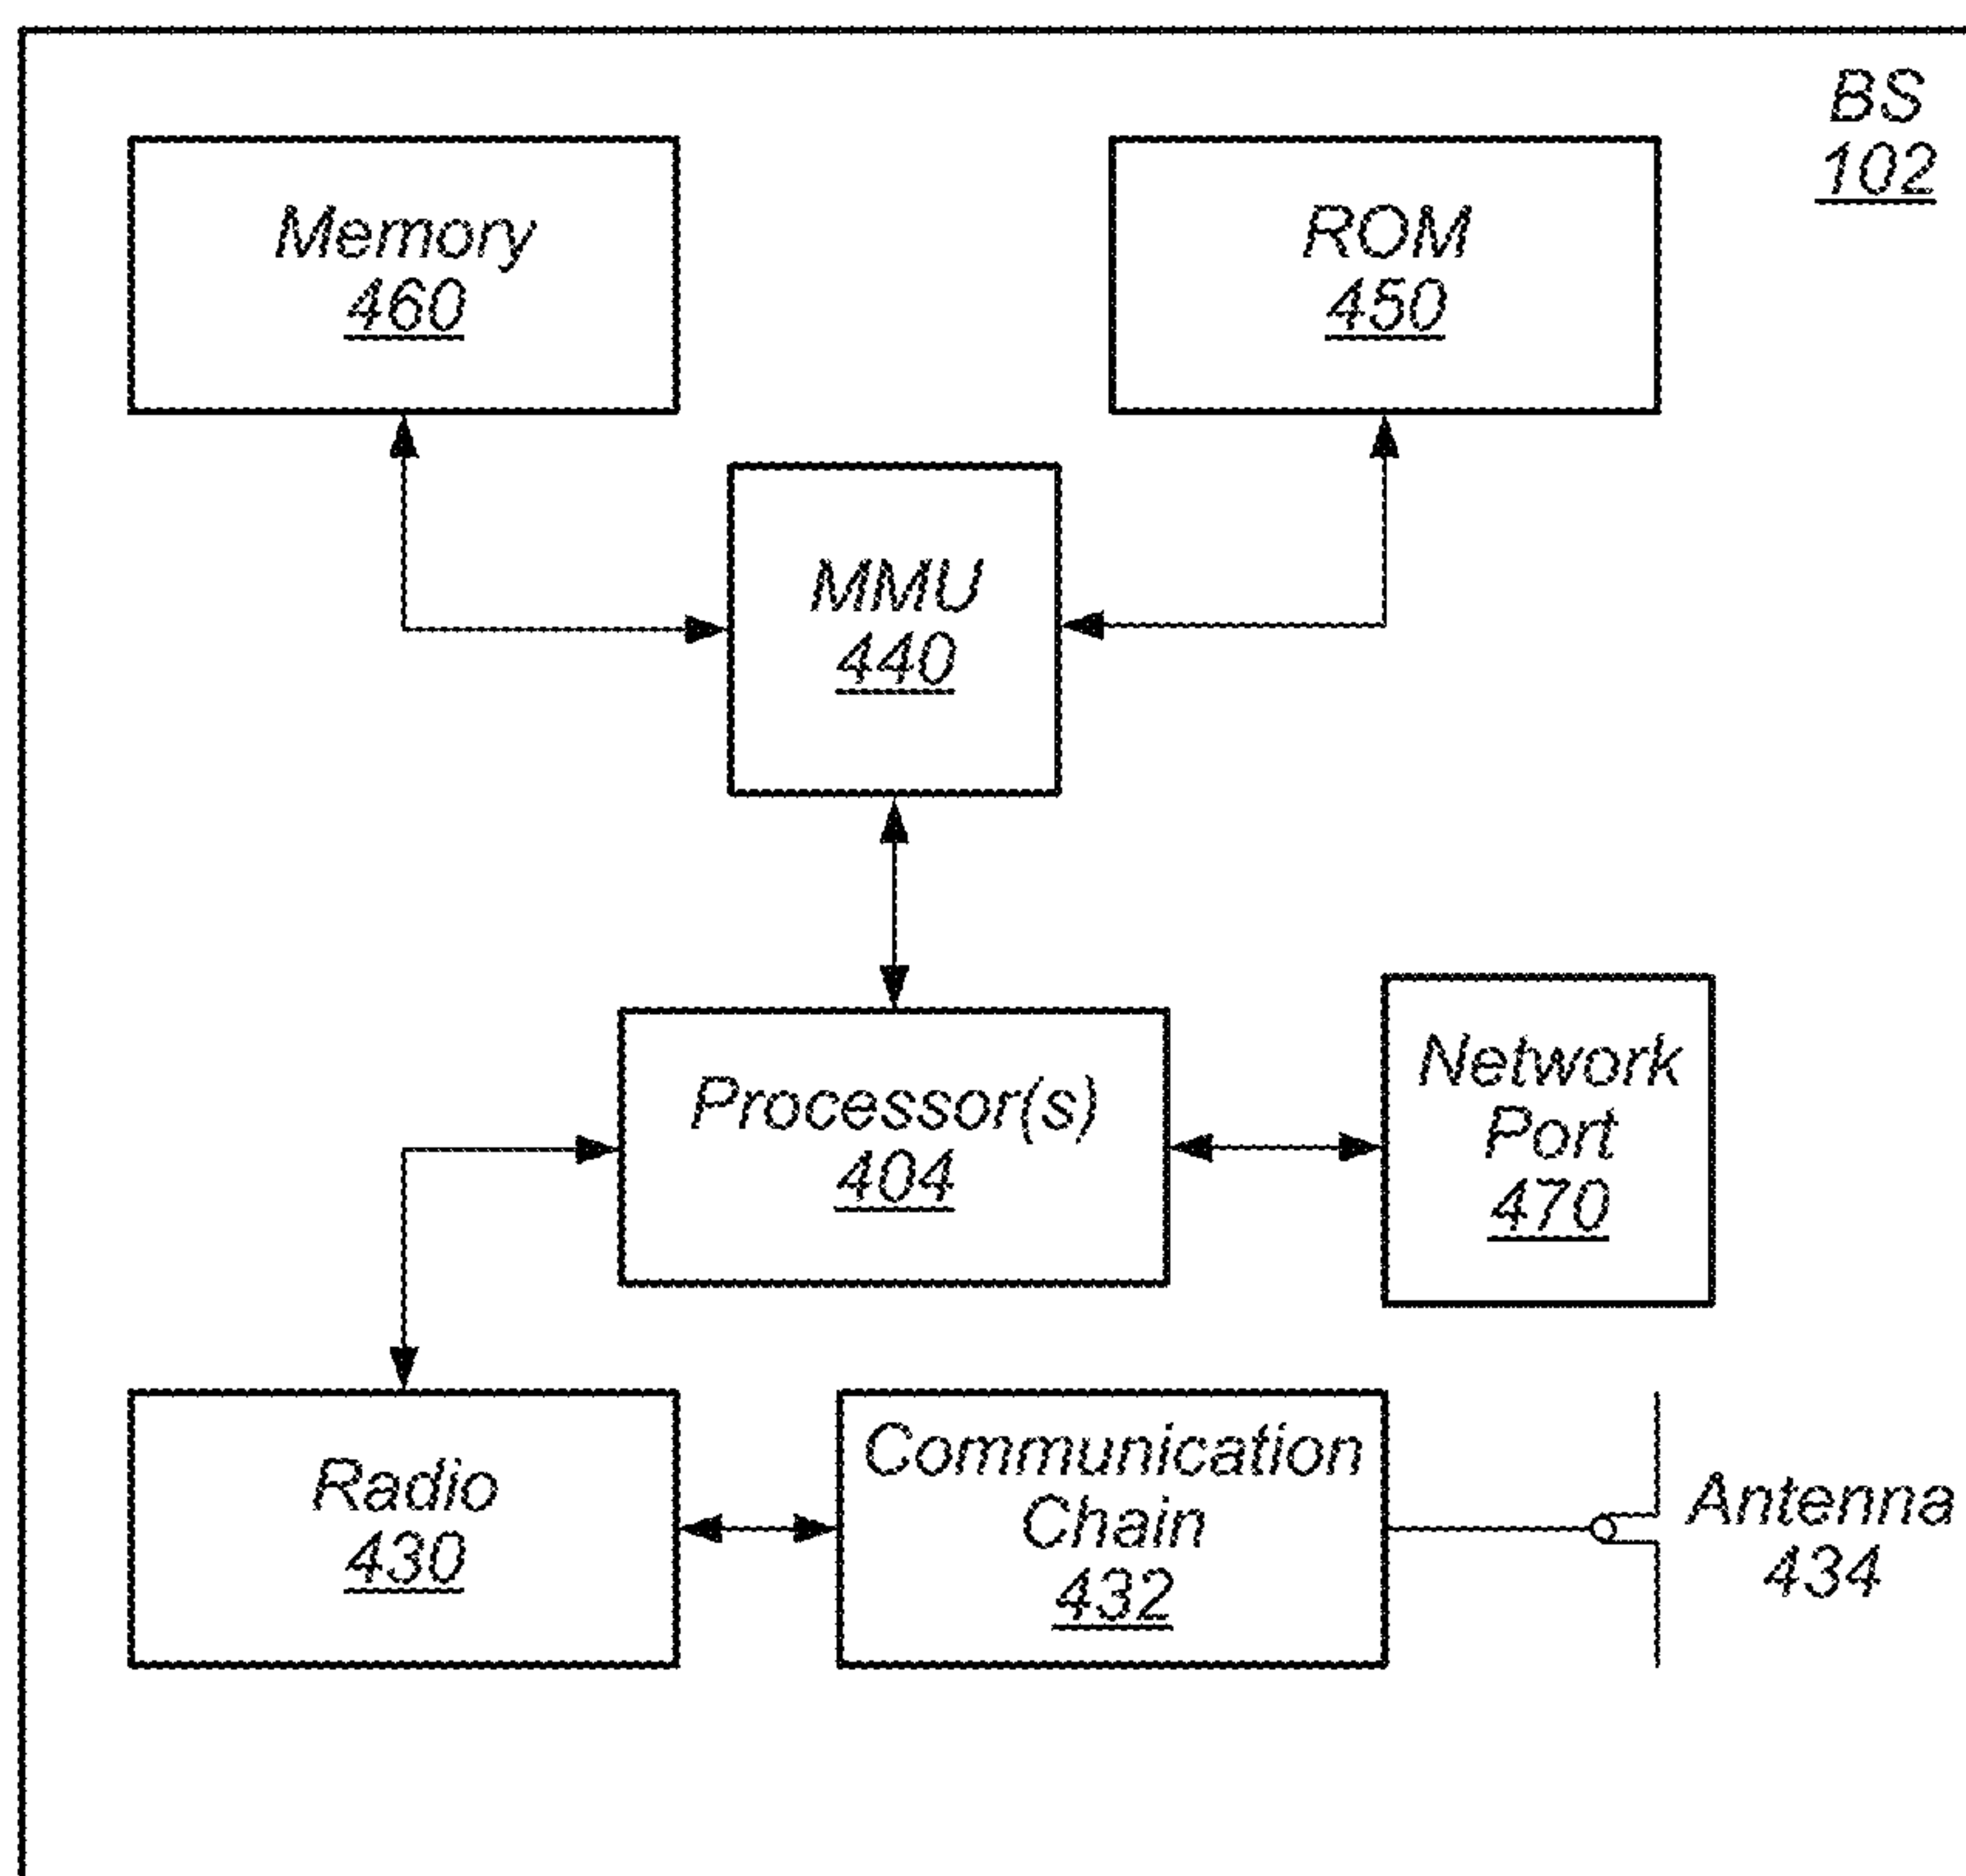 BS
102
Memory
460
ROM
450
MMU
440
Processor(s)
404
Network
Port
470
Radio
430
Communication
Chain
432
Antenna
434